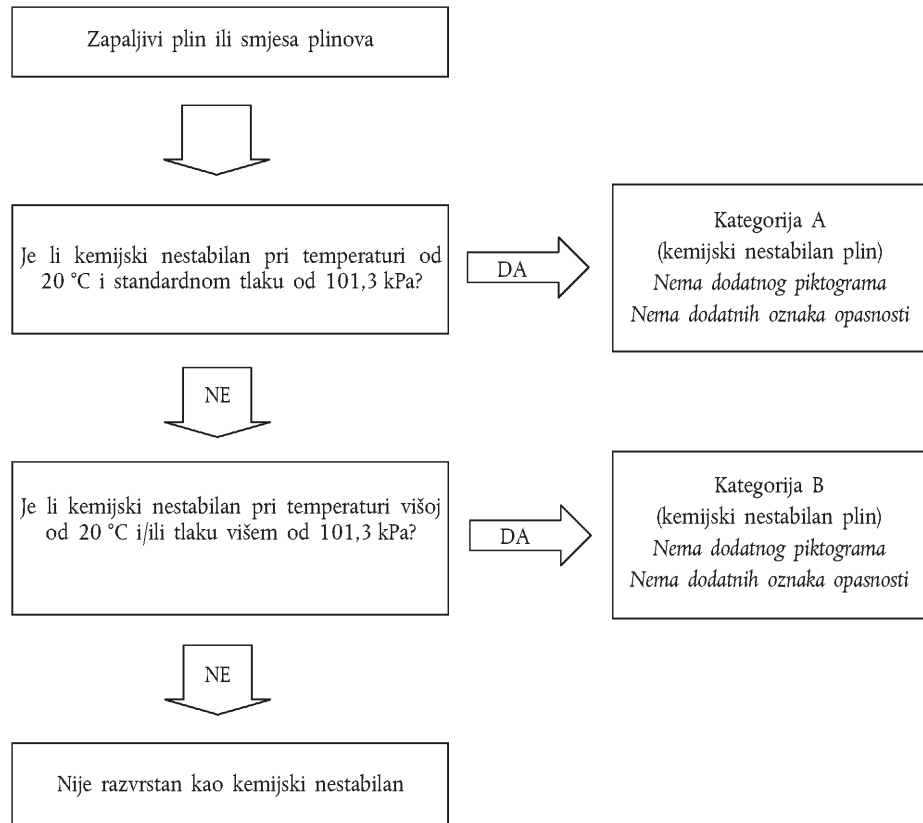 Zapaljivi plin ili smjesa plinova
Je li kemijski nestabilan pri temperaturi od
20 °C i standardnom tlaku od 101,3 kPa?
DA
Kategorija A
(kemijski nestabilan plin)
Nema dodatnog piktograma
Nema dodatnih oznaka opasnosti
NE
Je li kemijski nestabilan pri temperaturi višoj
od 20 °C i/ili tlaku višem od 101,3 kPa?
DA
Kategorija B
(kemijski nestabilan plin)
Nema dodatnog piktograma
Nema dodatnih oznaka opasnosti
NE
Nije razvrstan kao kemijski nestabilan